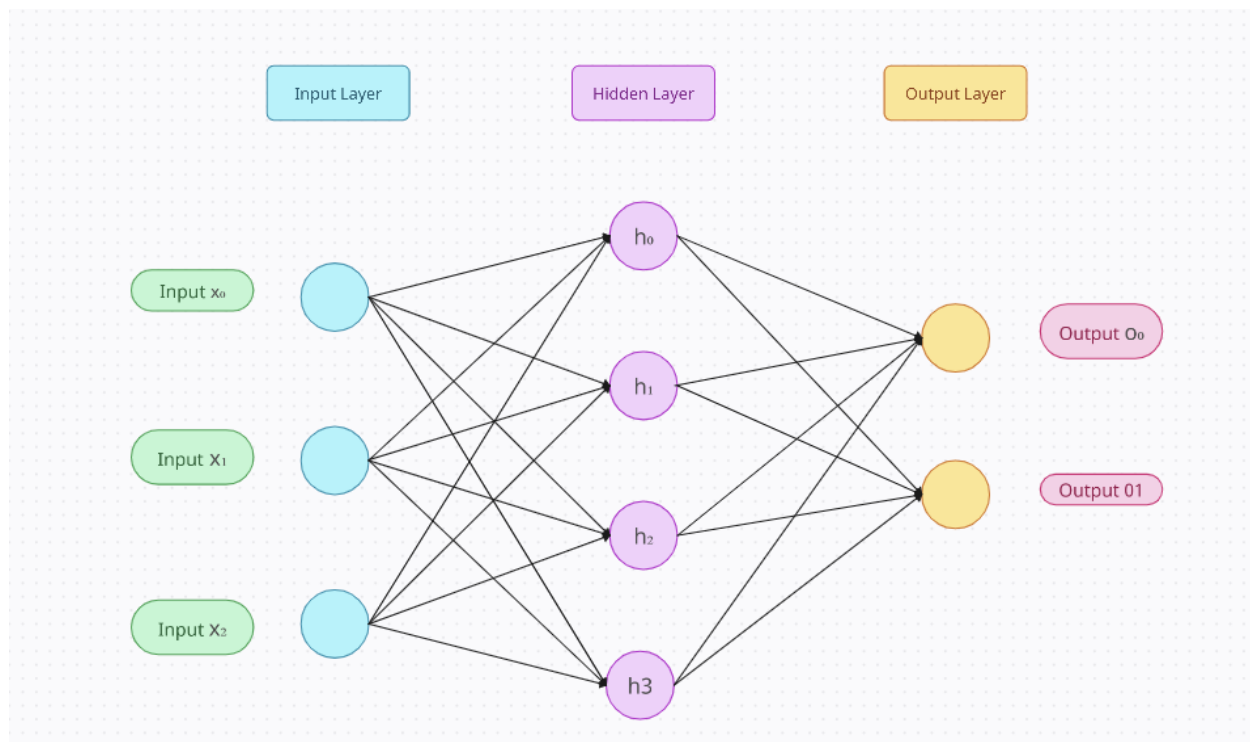 Input Layer
Hidden Layer
Output Layer
h₀
Input x₀
Output O₀
h₁
Input X₁
Output 01
h₂
Input X₂
h3